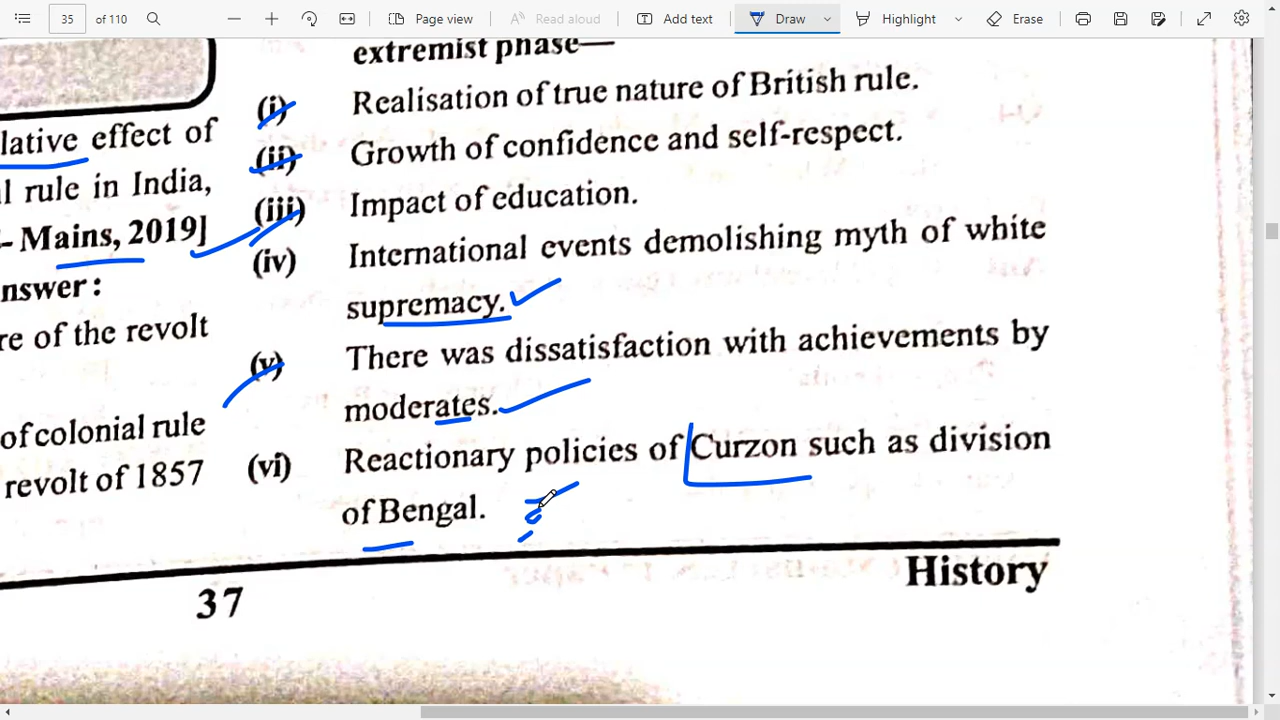 35
of 110
Page view
Read aloud
Add text
Draw
Highlight
Erase
lative effect of
l rule in India,
- Mains, 2019]
nswer :
re of the revolt
of colonial rule
revolt of 1857
extremist phase—
(i) Realisation of true nature of British rule.
(ii) Growth of confidence and self-respect.
(iii) Impact of education.
(iv) International events demolishing myth of white
supremacy.
(v) There was dissatisfaction with achievements by
moderates.
(vi) Reactionary policies of Curzon such as division
of Bengal.
37
History